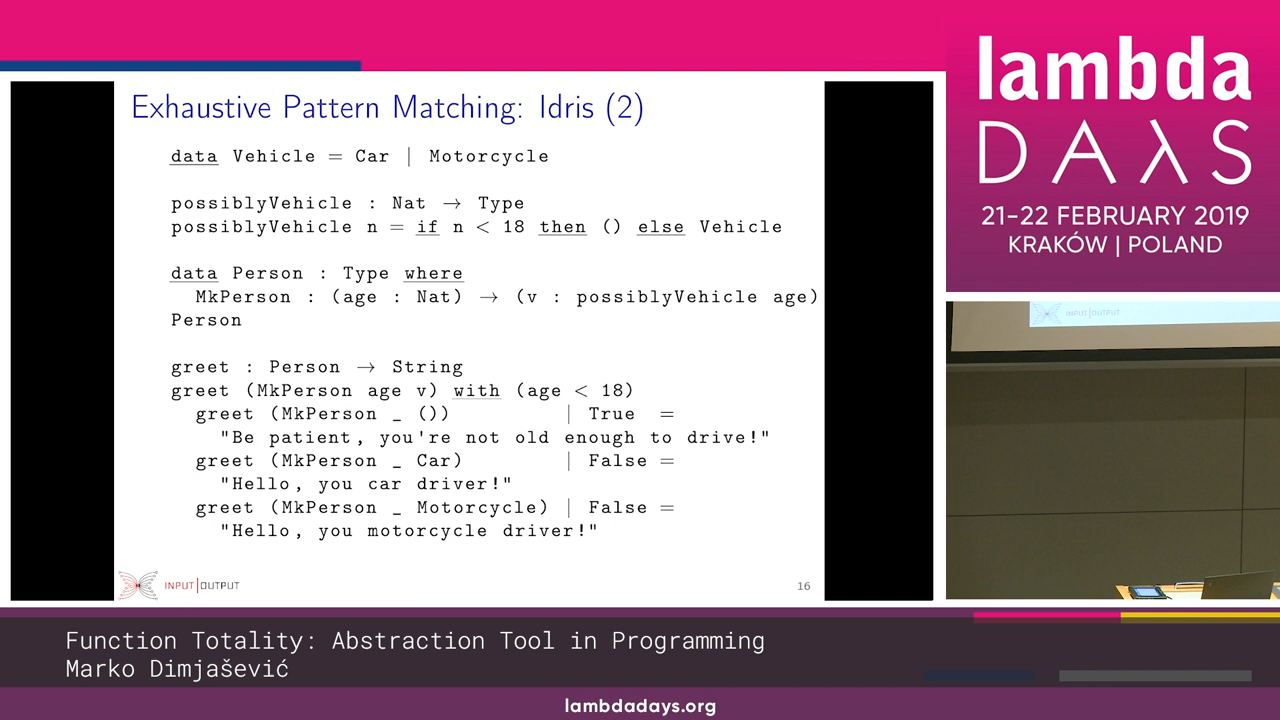 Exhaustive Pattern Matching: Idris (2)
data Vehicle = Car | Motorcycle
possiblyVehicle : Nat → Type
possiblyVehicle n = if n < 18 then () else Vehicle
data Person : Type where
MkPerson : (age : Nat) → (v : possiblyVehicle age)
Person
greet : Person → String
greet (MkPerson age v) with (age < 18)
greet (MkPerson _ ()) | True =
"Be patient, you're not old enough to drive!"
greet (MkPerson _ Car) | False =
"Hello, you car driver!"
greet (MkPerson _ Motorcycle) | False =
"Hello, you motorcycle driver!"
INPUT|OUTPUT
16
lambda
DAλS
21-22 FEBRUARY 2019
KRAKÓW | POLAND
INPUT|OUTPUT
Function Totality: Abstraction Tool in Programming
Marko Dimjašević
lambdadays.org